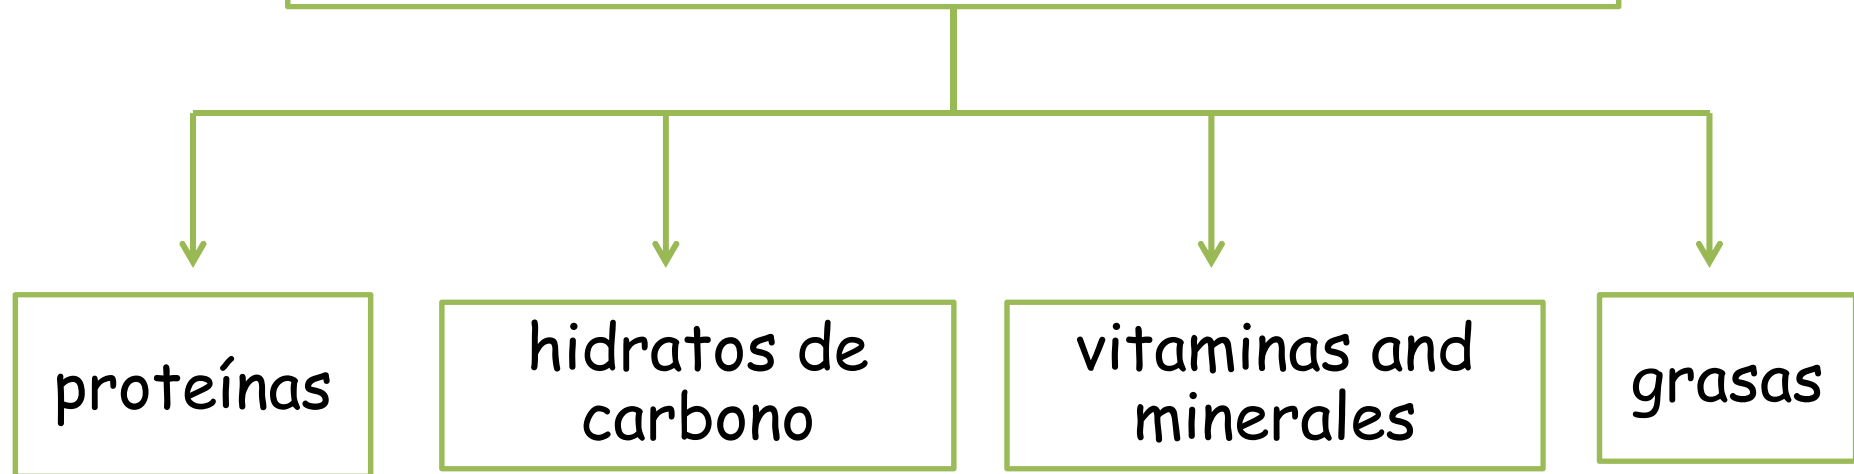 proteínas
hidratos de
carbono
vitaminas and
minerales
grasas